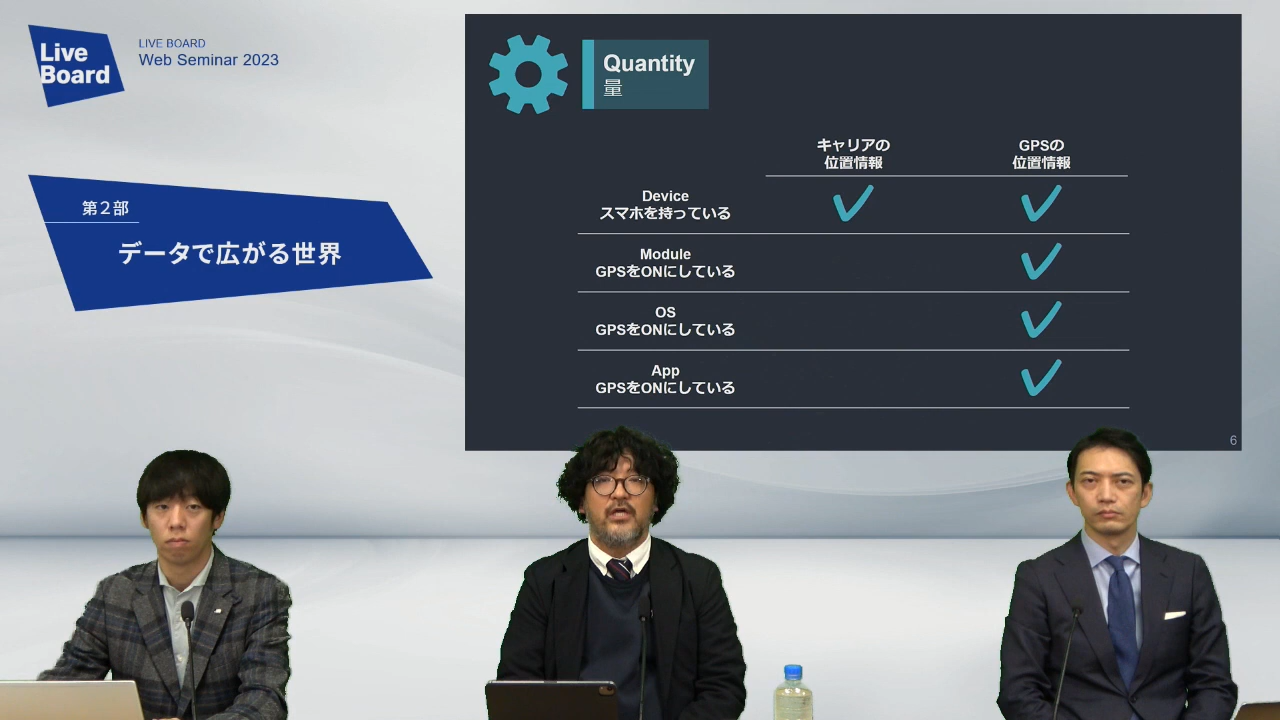 Live
Board
LIVE BOARD
Web Seminar 2023
第2部
データで広がる世界
Quantity
量
キャリアの
位置情報
GPSの
位置情報
Device
スマホを持っている
Module
GPSをONにしている
OS
GPSをONにしている
App
GPSをONにしている
6